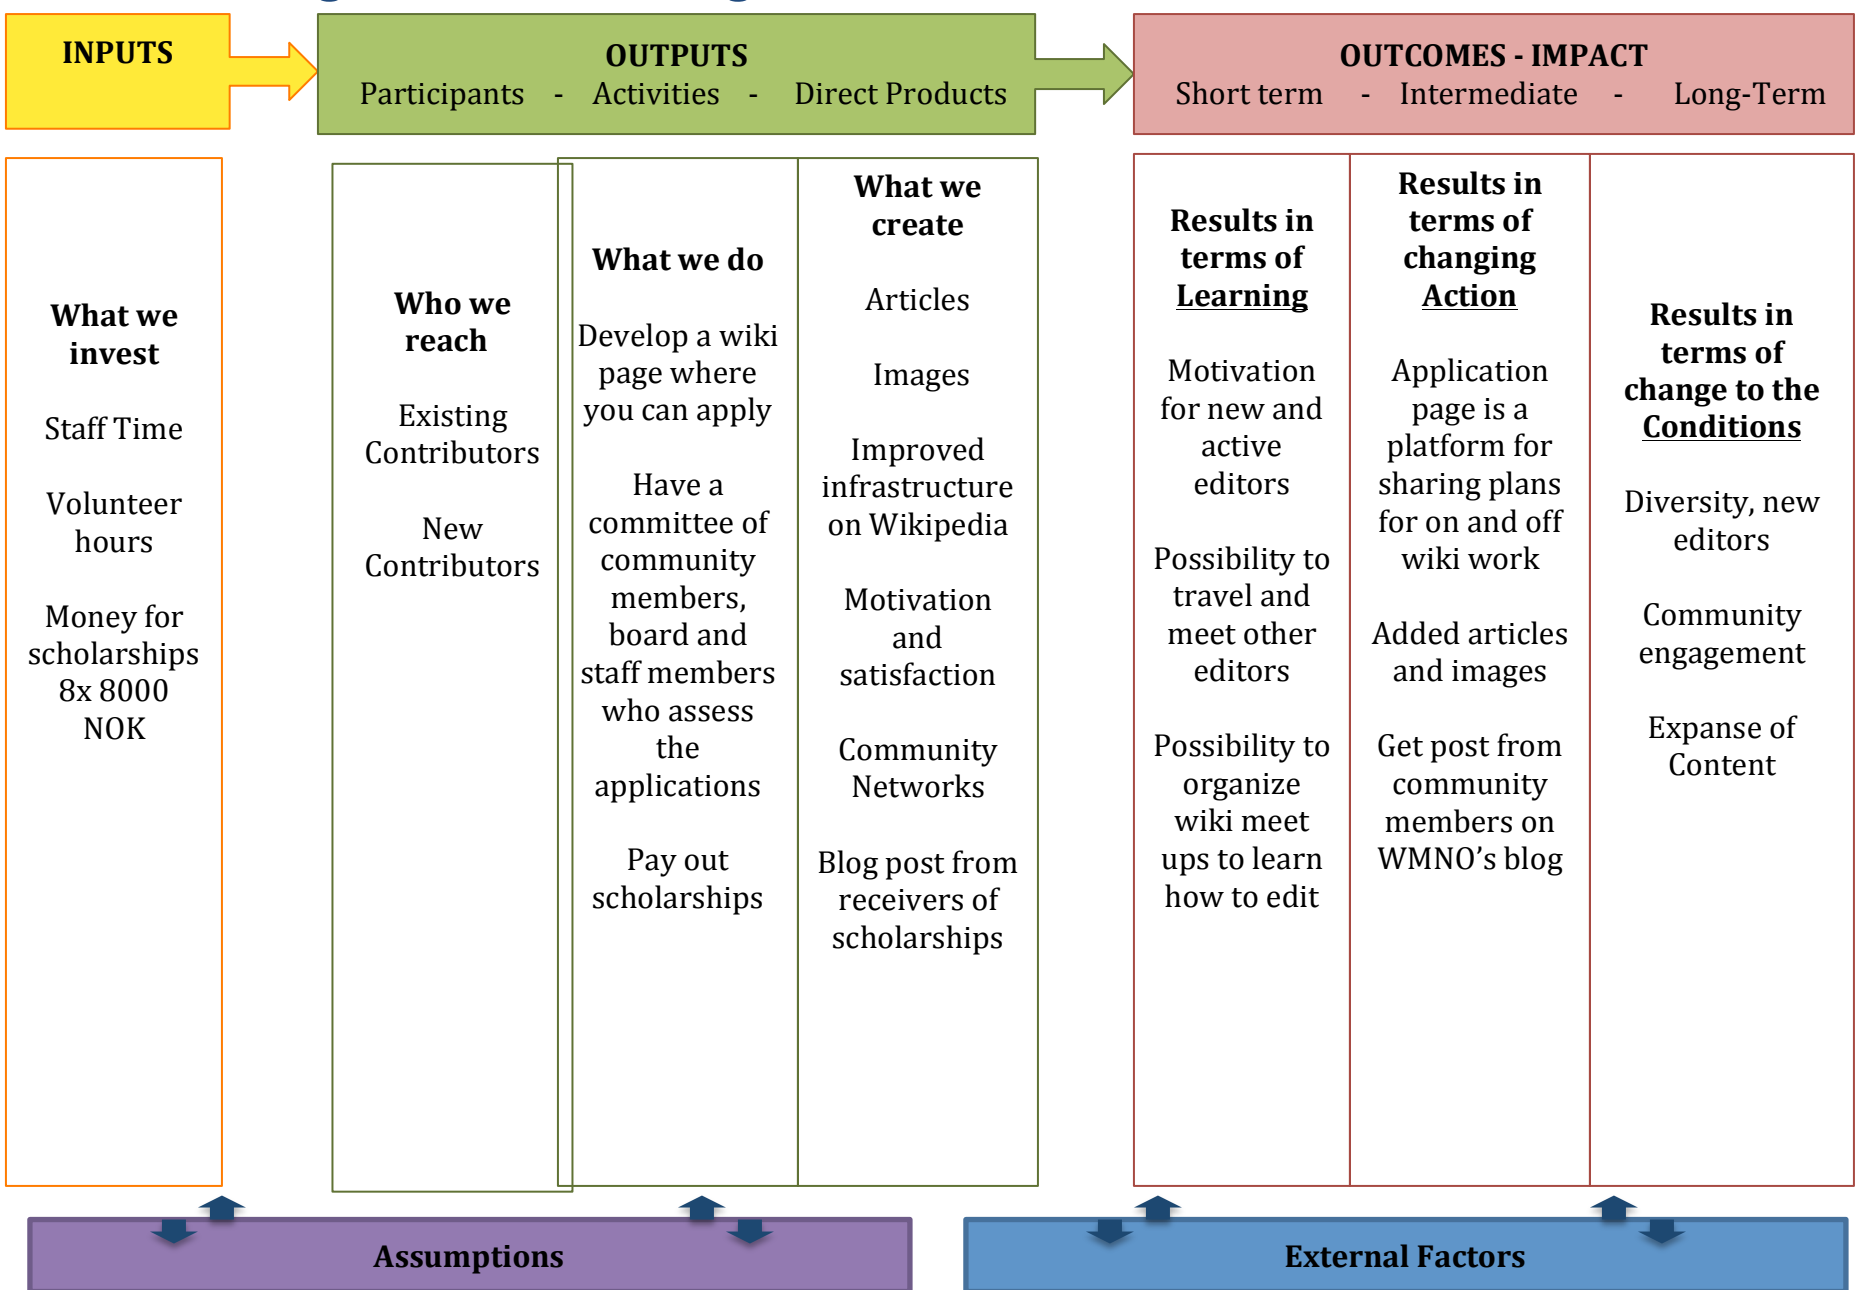 INPUTS
OUTPUTS
Participants - Activities - Direct Products
OUTCOMES - IMPACT
Short term - Intermediate - Long-Term
What we
invest
Staff Time
Volunteer
hours
Money for
scholarships
8x 8000
NOK
Who we
reach
Existing
Contributors
New
Contributors
What we do
Develop a wiki
page where
you can apply
Have a
committee of
community
members,
board and
staff members
who assess
the
applications
Pay out
scholarships
What we
create
Articles
Images
Improved
infrastructure
on Wikipedia
Motivation
and
satisfaction
Community
Networks
Blog post from
receivers of
scholarships
Results in
terms of
Learning
Motivation
for new and
active
editors
Possibility to
travel and
meet other
editors
Possibility to
organize
wiki meet
ups to learn
how to edit
Results in
terms of
changing
Action
Application
page is a
platform for
sharing plans
for on and off
wiki work
Added articles
and images
Get post from
community
members on
WMNO’s blog
Results in
terms of
change to the
Conditions
Diversity, new
editors
Community
engagement
Expanse of
Content
Assumptions
External Factors